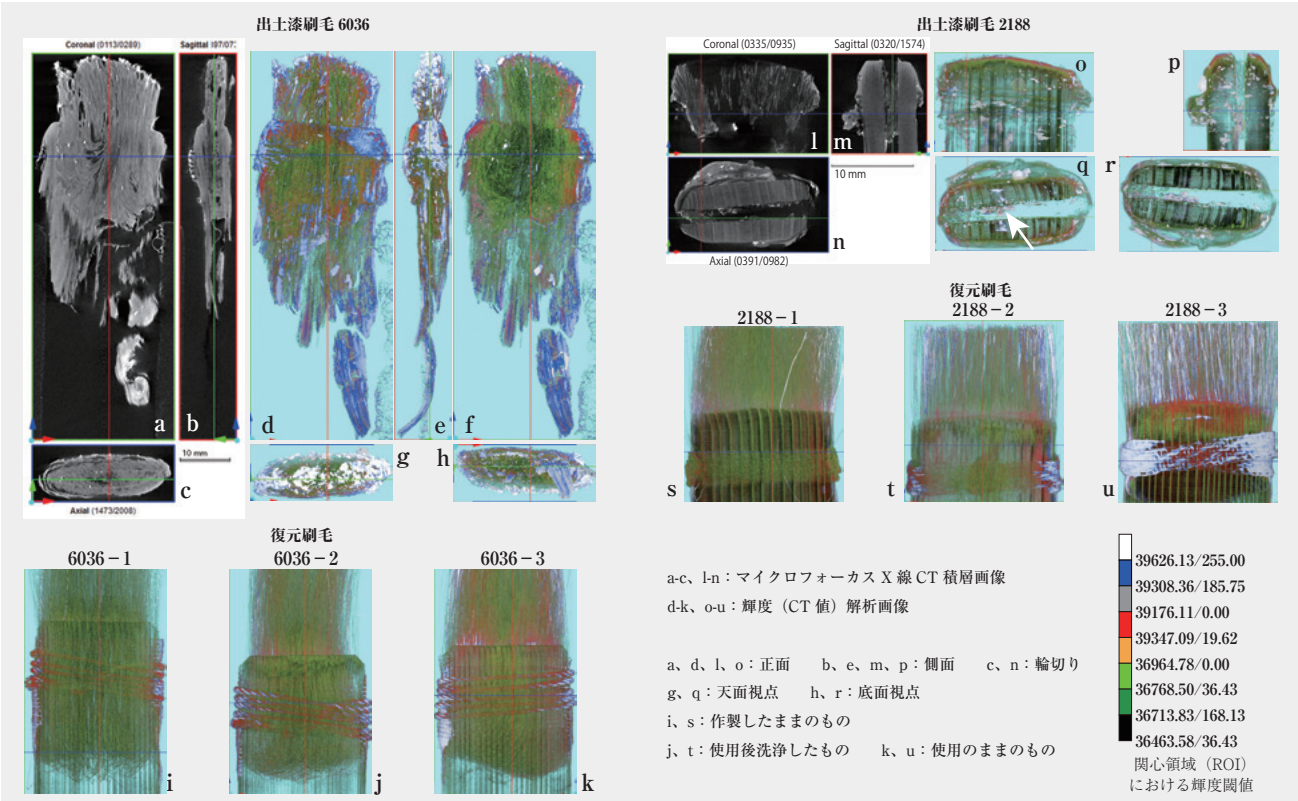 出土漆刷毛 6036
Coronal (0113/0289)
Sagittal
a
b
c
10 mm
Axial (1473/2008)
d
e
f
g
h
復元刷毛
6036－1
6036－2
6036－3
i
j
k
出土漆刷毛 2188
Coronal (0335/0935)
Sagittal (0320/1574)
l
m
n
10 mm
Axial (0391/0982)
o
p
q
r
復元刷毛
2188－1
2188－2
2188－3
s
t
u
a-c、l-n：マイクロフォーカス X 線 CT 積層画像
d-k、o-u：輝度（CT 値）解析画像
a、d、l、o：正面　b、e、m、p：側面　c、n：輪切り
g、q：天面視点　h、r：底面視点
i、s：作製したままのもの
j、t：使用後洗浄したもの　k、u：使用のままのもの
39626.13/255.00
39308.36/185.75
39176.11/0.00
39347.09/19.62
36964.78/0.00
36768.50/36.43
36713.83/168.13
36463.58/36.43
関心領域（ROI）
における輝度閾値